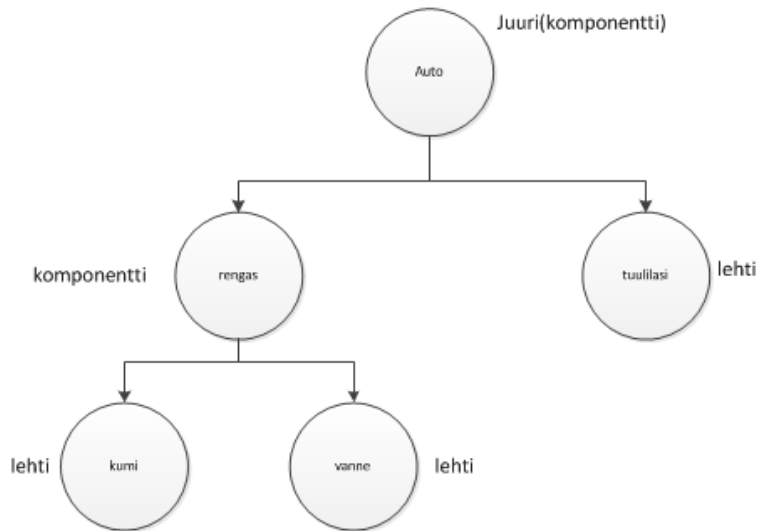 Juuri(komponentti)
Auto
komponentti
rengas
tuulilasi
lehti
lehti
kumi
vanne
lehti